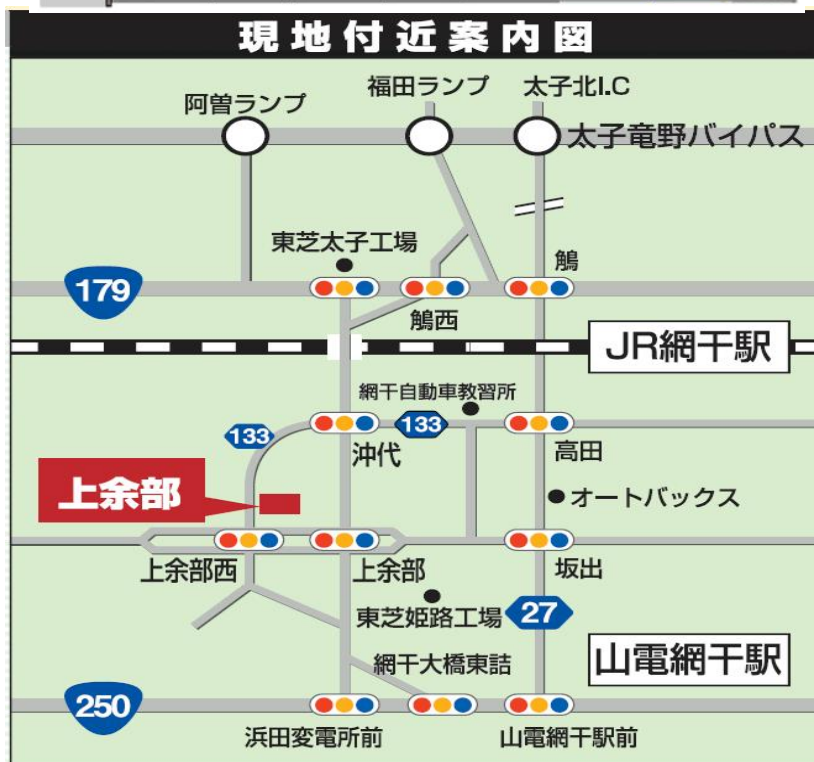 現地付近案内図
阿曽ランプ
福田ランプ
太子北I.C
太子竜野バイパス
東芝太子工場
鵤
179
鵤西
JR網干駅
網干自動車教習所
133
133
沖代
高田
上余部
オートバックス
上余部西
上余部
坂出
東芝姫路工場
27
網干大橋東詰
山電網干駅
250
浜田変電所前
山電網干駅前